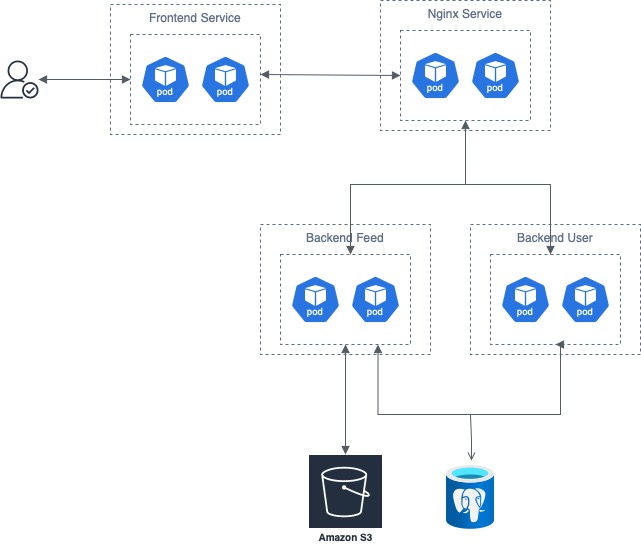 Frontend Service
Nginx Service
pod
pod
pod
pod
Backend Feed
Backend User
pod
pod
pod
pod
Amazon S3